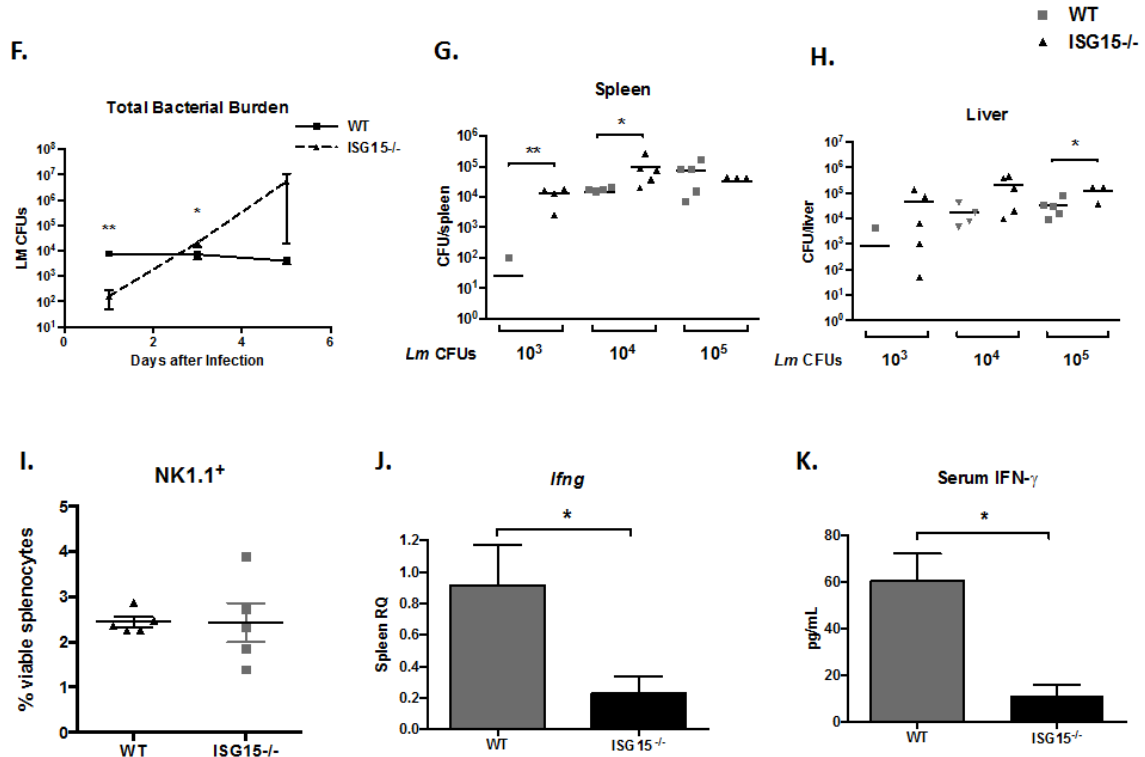 WT
ISG15-/-
F.
Total Bacterial Burden
WT
ISG15-/-
LM CFUs
10⁸
10⁷
10⁶
10⁵
10⁴
10³
10²
10¹
**
*
0 2 4 6
Days after Infection
G.
Spleen
CFU/spleen
10⁶
10⁵
10⁴
10³
10²
10¹
10⁰
**
*
Lm CFUs 10³ 10⁴ 10⁵
H.
Liver
CFU/liver
10⁷
10⁶
10⁵
10⁴
10³
10²
10¹
10⁰
*
Lm CFUs 10³ 10⁴ 10⁵
I.
NK1.1⁺
% viable splenocytes
5
4
3
2
1
0
WT ISG15-/-
J.
Ifng
*
Spleen RQ
1.2
1.0
0.8
0.6
0.4
0.2
0.0
WT ISG15⁻/⁻
K.
Serum IFN-γ
*
pg/mL
80
60
40
20
0
WT ISG15⁻/⁻